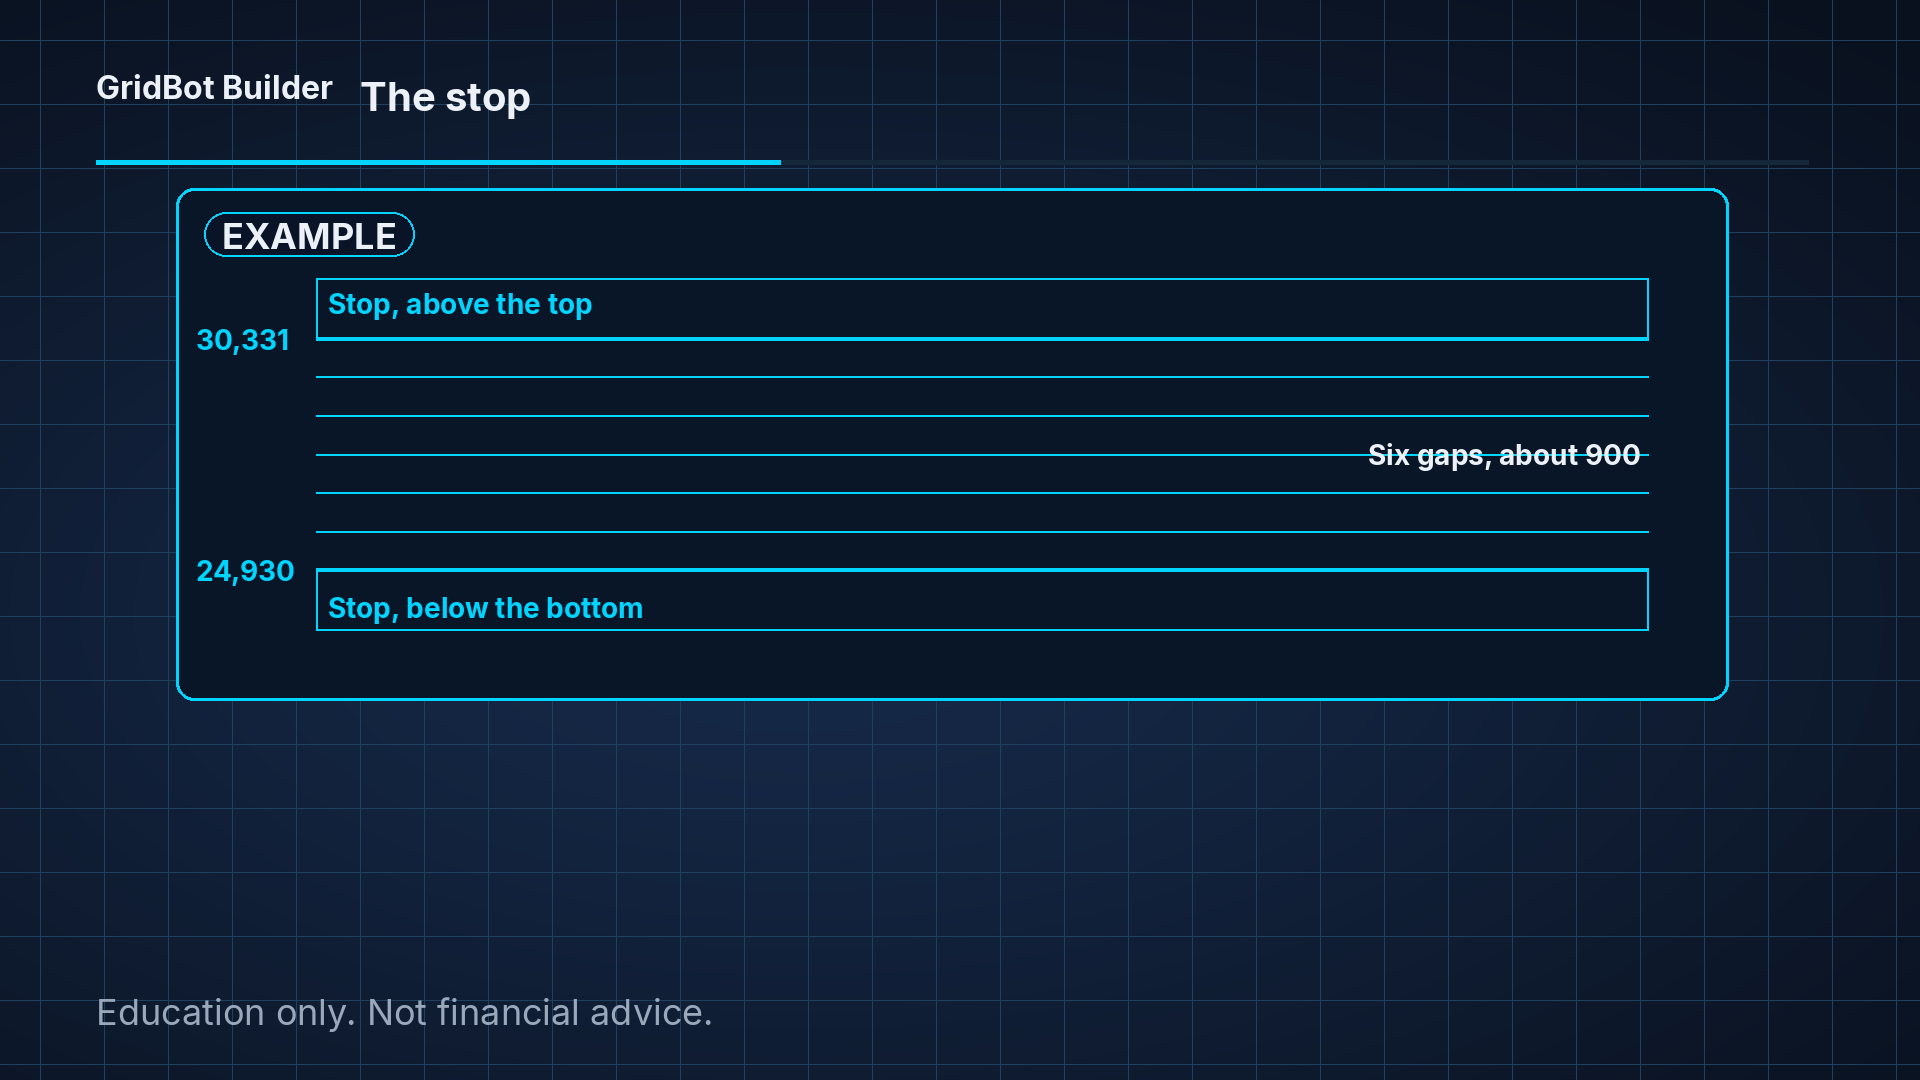 GridBot Builder
The stop
EXAMPLE
Stop, above the top
30,331
Six gaps, about 900
24,930
Stop, below the bottom
Education only. Not financial advice.